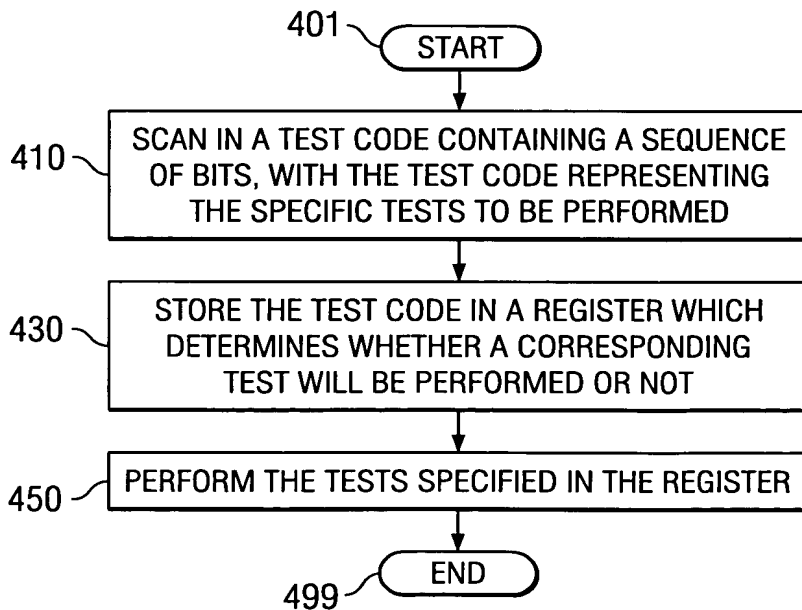 401
START
410
SCAN IN A TEST CODE CONTAINING A SEQUENCE
OF BITS, WITH THE TEST CODE REPRESENTING
THE SPECIFIC TESTS TO BE PERFORMED
430
STORE THE TEST CODE IN A REGISTER WHICH
DETERMINES WHETHER A CORRESPONDING
TEST WILL BE PERFORMED OR NOT
450
PERFORM THE TESTS SPECIFIED IN THE REGISTER
499
END